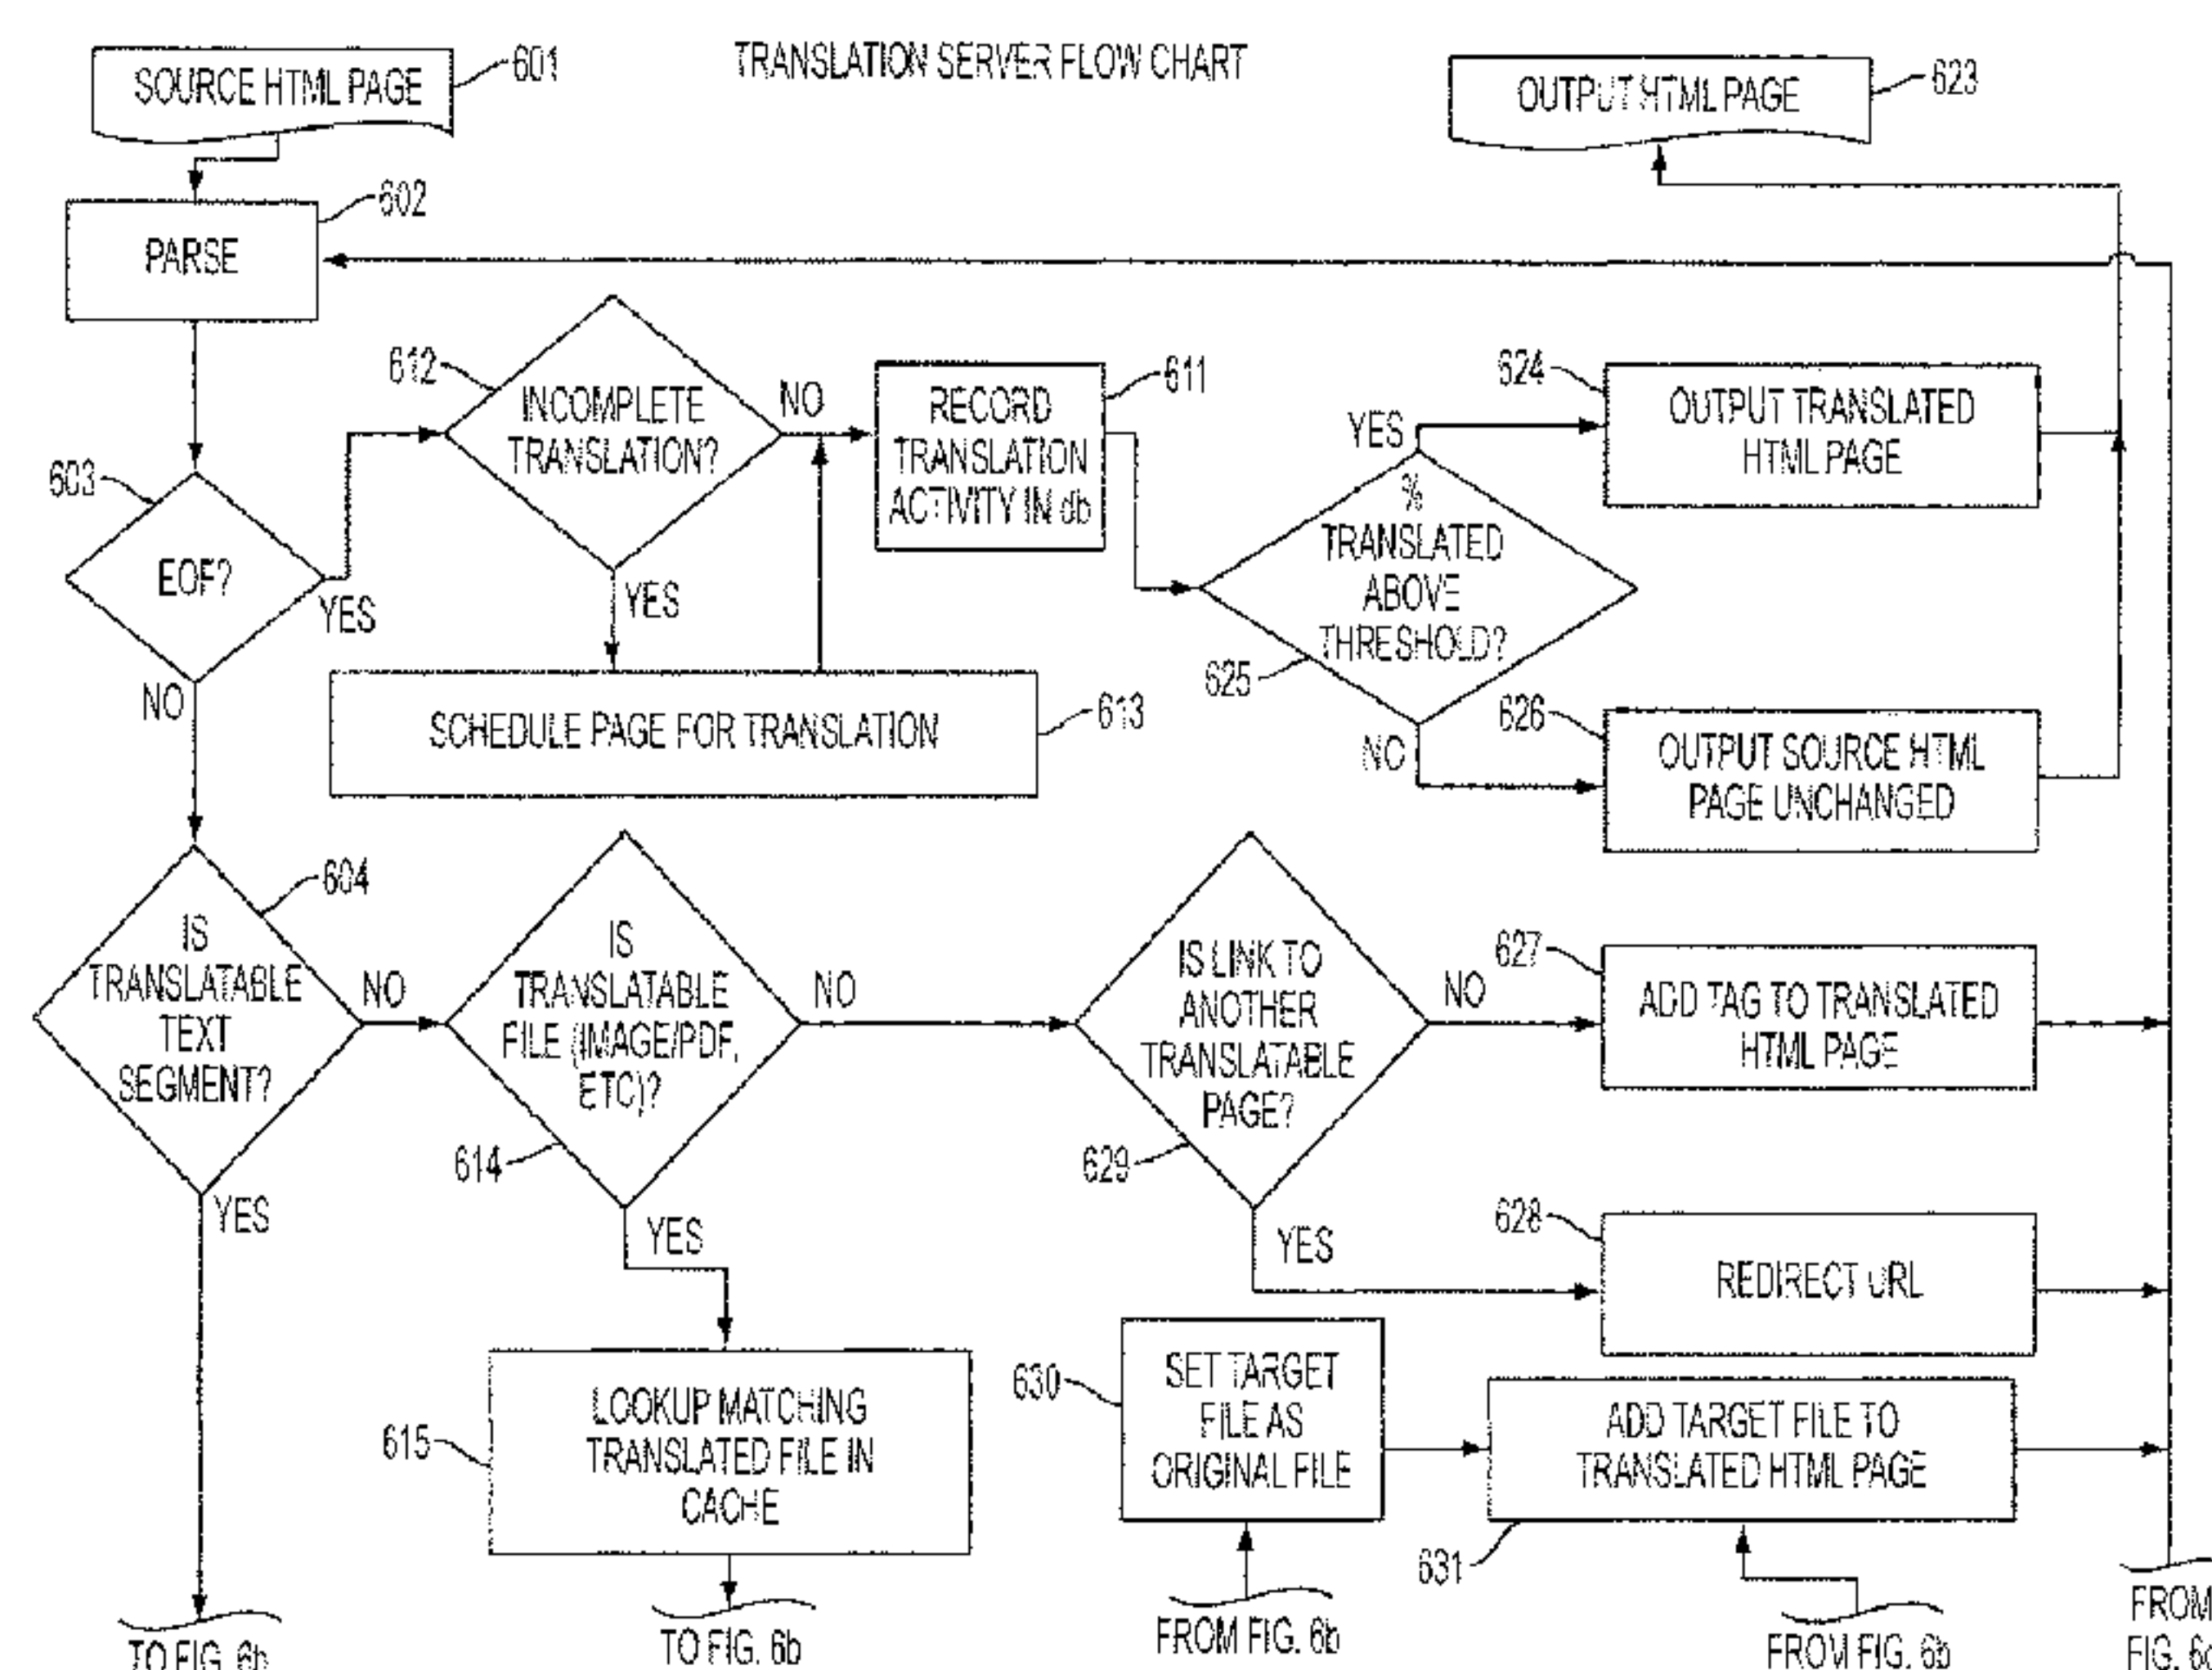 TRANSLATION SERVER FLOW CHART
SOURCE HTML PAGE
601
OUTPUT HTML PAGE
623
PARSE
602
603
EOF?
YES
NO
612
INCOMPLETE
TRANSLATION?
NO
YES
RECORD
TRANSLATION
ACTIVITY IN db
611
SCHEDULE PAGE FOR TRANSLATION
613
%
TRANSLATED
ABOVE
THRESHOLD?
625
YES
NO
624
OUTPUT TRANSLATED
HTML PAGE
626
OUTPUT SOURCE HTML
PAGE UNCHANGED
604
IS
TRANSLATABLE
TEXT
SEGMENT?
NO
YES
IS
TRANSLATABLE
FILE (IMAGE/PDF,
ETC)?
614
NO
YES
IS LINK TO
ANOTHER
TRANSLATABLE
PAGE?
629
NO
YES
627
ADD TAG TO TRANSLATED
HTML PAGE
628
REDIRECT URL
615
LOOKUP MATCHING
TRANSLATED FILE IN
CACHE
630
SET TARGET
FILE AS
ORIGINAL FILE
ADD TARGET FILE TO
TRANSLATED HTML PAGE
631
TO FIG. 6b
TO FIG. 6b
FROM FIG. 6b
FROM FIG. 6b
FROM
FIG.